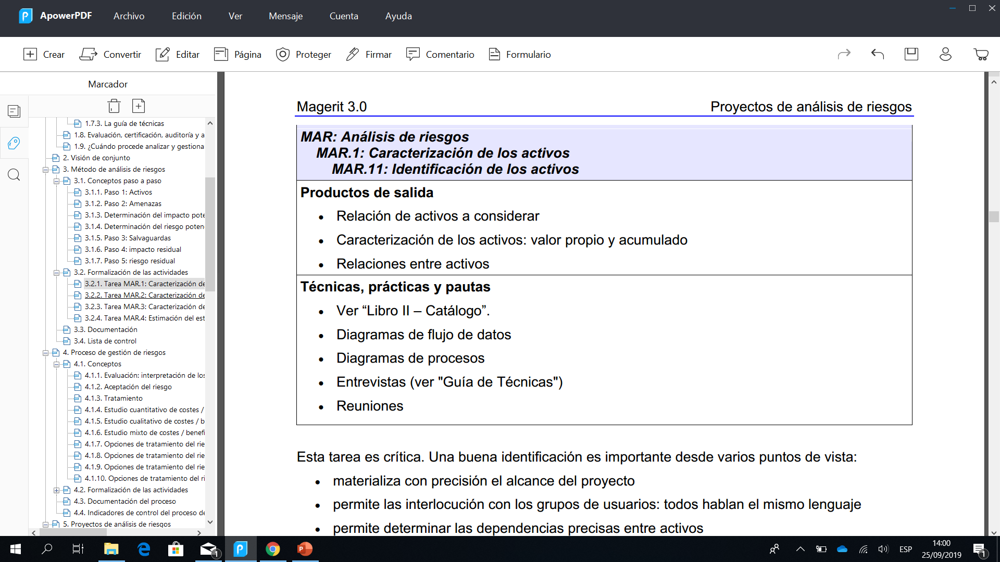 ApowerPDF Archivo Edición Ver Mensaje Cuenta Ayuda
Crear Convertir Editar Página Proteger Firmar Comentario Formulario
Marcador
1.7.3. La guía de técnicas
1.8. Evaluación, certificación, auditoría y a
1.9. ¿Cuándo procede analizar y gestiona
2. Visión de conjunto
3. Método de análisis de riesgos
3.1. Conceptos paso a paso
3.1.1. Paso 1: Activos
3.1.2. Paso 2: Amenazas
3.1.3. Determinación del impacto pote
3.1.4. Determinación del riesgo poten
3.1.5. Paso 3: Salvaguardas
3.1.6. Paso 4: impacto residual
3.1.7. Paso 5: riesgo residual
3.2. Formalización de las actividades
3.2.1. Tarea MAR.1: Caracterización de
3.2.2. Tarea MAR.2: Caracterización de
3.2.3. Tarea MAR.3: Caracterización de
3.2.4. Tarea MAR.4: Estimación del est
3.3. Documentación
3.4. Lista de control
4. Proceso de gestión de riesgos
4.1. Conceptos
4.1.1. Evaluación: interpretación de los
4.1.2. Aceptación del riesgo
4.1.3. Tratamiento
4.1.4. Estudio cuantitativo de costes /
4.1.5. Estudio cualitativo de costes / b
4.1.6. Estudio mixto de costes / benefi
4.1.7. Opciones de tratamiento del rie
4.1.8. Opciones de tratamiento del rie
4.1.9. Opciones de tratamiento del rie
4.1.10. Opciones de tratamiento del ri
4.2. Formalización de las actividades
4.3. Documentación del proceso
4.4. Indicadores de control del proceso de
5. Proyectos de análisis de riesgos
Magerit 3.0 Proyectos de análisis de riesgos
MAR: Análisis de riesgos
MAR.1: Caracterización de los activos
MAR.11: Identificación de los activos
Productos de salida
• Relación de activos a considerar
• Caracterización de los activos: valor propio y acumulado
• Relaciones entre activos
Técnicas, prácticas y pautas
• Ver “Libro II – Catálogo”.
• Diagramas de flujo de datos
• Diagramas de procesos
• Entrevistas (ver "Guía de Técnicas")
• Reuniones
Esta tarea es crítica. Una buena identificación es importante desde varios puntos de vista:
• materializa con precisión el alcance del proyecto
• permite las interlocución con los grupos de usuarios: todos hablan el mismo lenguaje
• permite determinar las dependencias precisas entre activos
1
ESP
14:00
25/09/2019
1